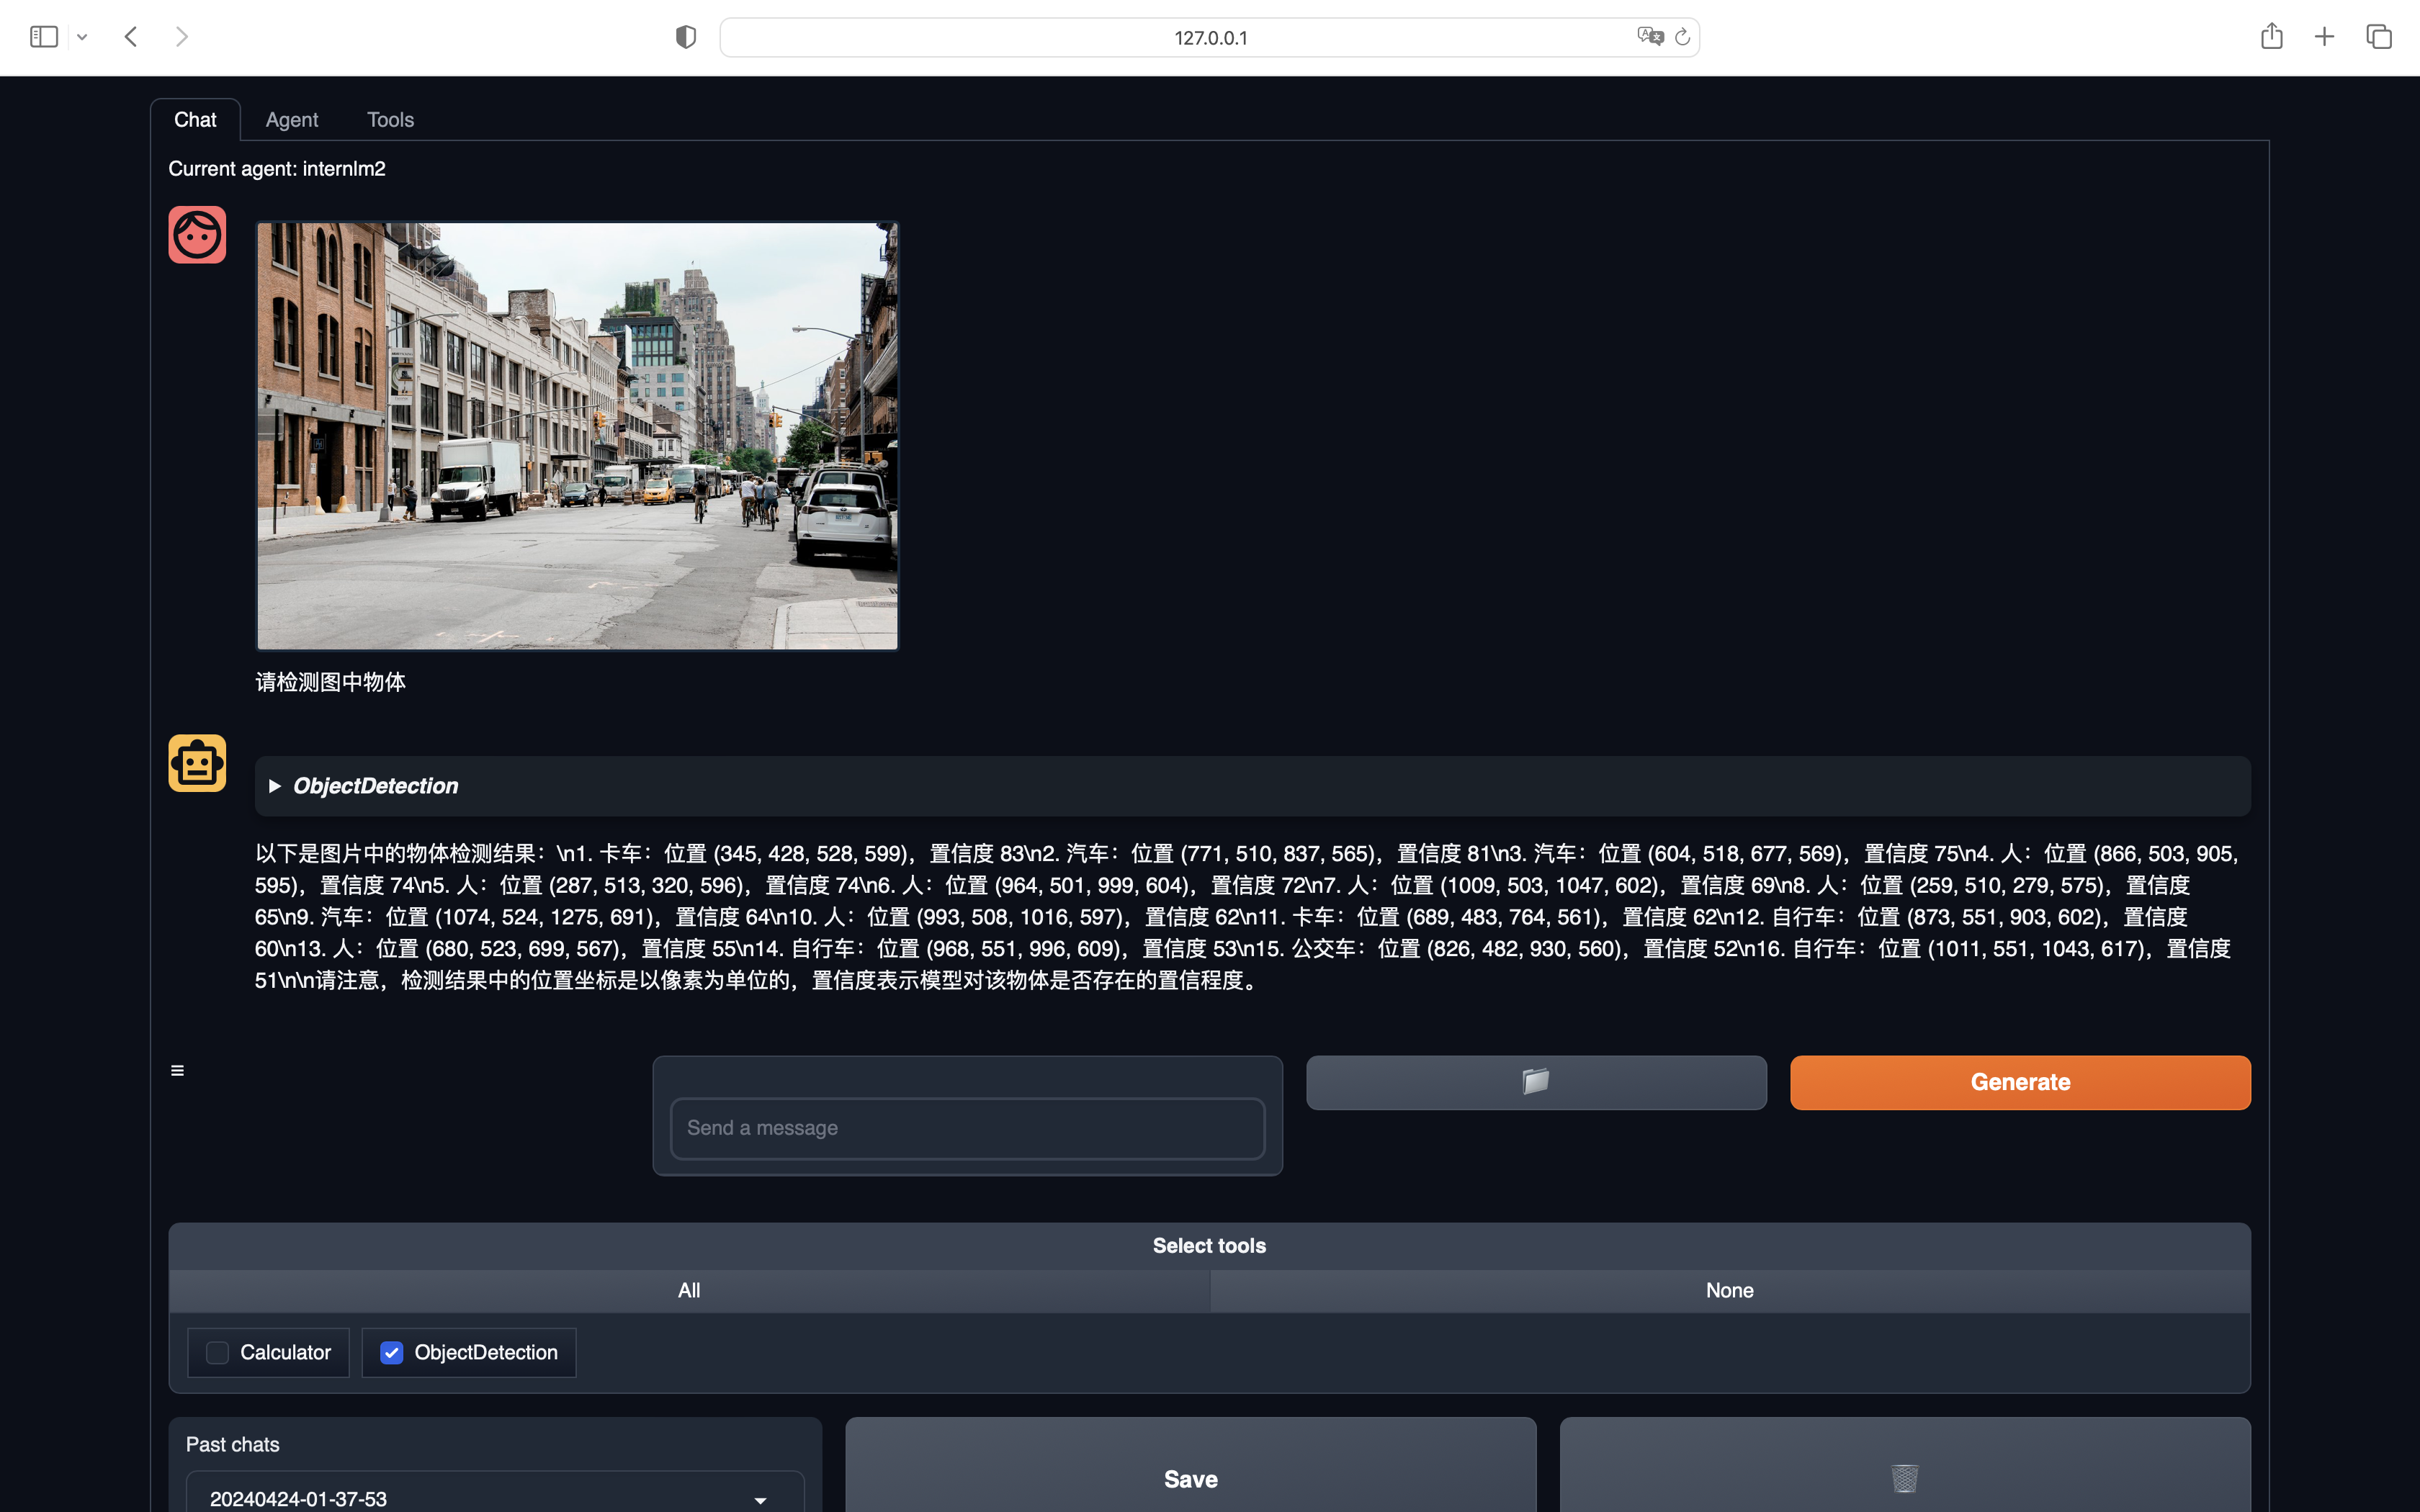 127.0.0.1
Chat
Agent
Tools
Current agent: internlm2
请检测图中物体
ObjectDetection
以下是图片中的物体检测结果：\n1. 卡车：位置 (345, 428, 528, 599)，置信度 83\n2. 汽车：位置 (771, 510, 837, 565)，置信度 81\n3. 汽车：位置 (604, 518, 677, 569)，置信度 75\n4. 人：位置 (866, 503, 905,
595)，置信度 74\n5. 人：位置 (287, 513, 320, 596)，置信度 74\n6. 人：位置 (964, 501, 999, 604)，置信度 72\n7. 人：位置 (1009, 503, 1047, 602)，置信度 69\n8. 人：位置 (259, 510, 279, 575)，置信度
65\n9. 汽车：位置 (1074, 524, 1275, 691)，置信度 64\n10. 人：位置 (993, 508, 1016, 597)，置信度 62\n11. 卡车：位置 (689, 483, 764, 561)，置信度 62\n12. 自行车：位置 (873, 551, 903, 602)，置信度
60\n13. 人：位置 (680, 523, 699, 567)，置信度 55\n14. 自行车：位置 (968, 551, 996, 609)，置信度 53\n15. 公交车：位置 (826, 482, 930, 560)，置信度 52\n16. 自行车：位置 (1011, 551, 1043, 617)，置信度
51\n\n请注意，检测结果中的位置坐标是以像素为单位的，置信度表示模型对该物体是否存在的置信程度。
Send a message
Generate
Select tools
All
None
Calculator
ObjectDetection
Past chats
20240424-01-37-53
Save